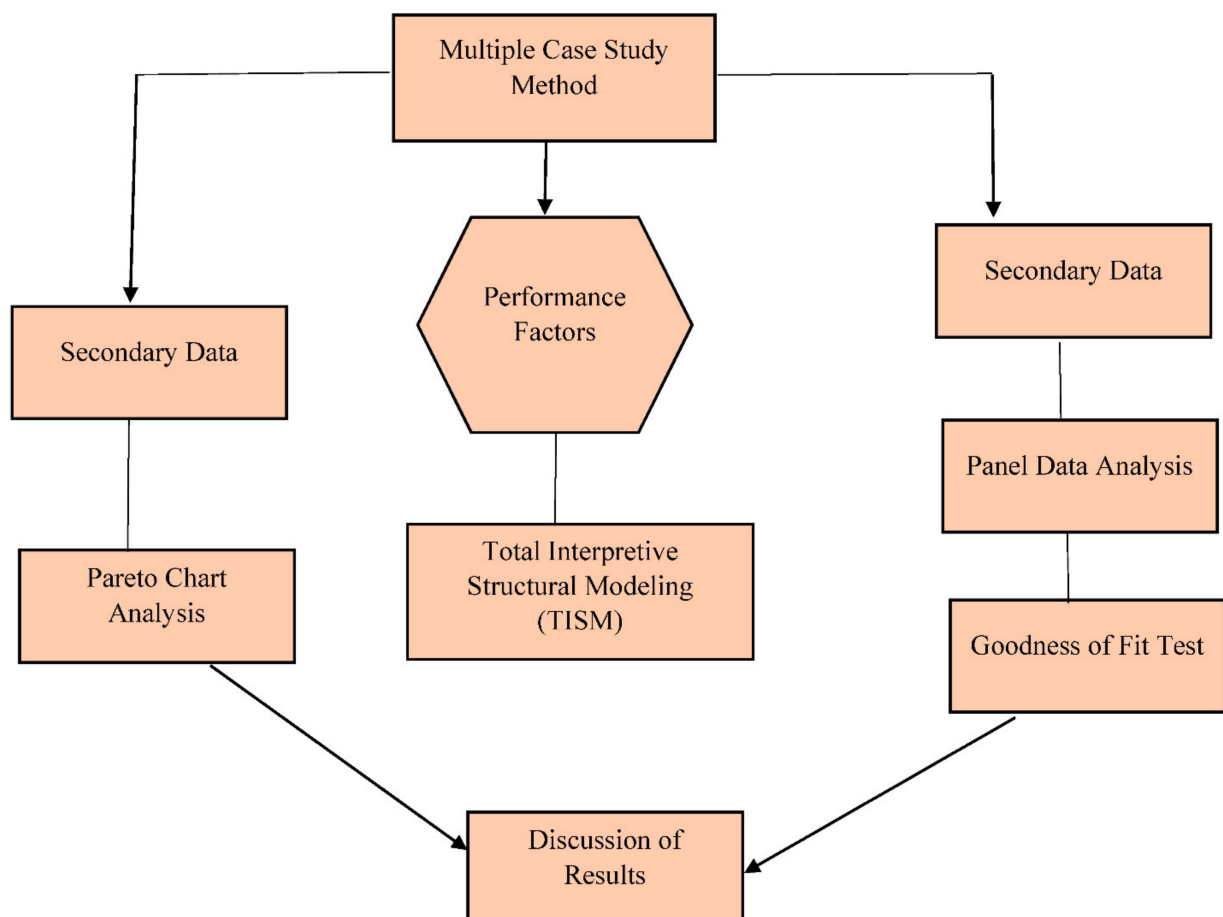 Multiple Case Study
Method
Secondary Data
Performance
Factors
Secondary Data
Panel Data Analysis
Total Interpretive
Structural Modeling
(TISM)
Pareto Chart
Analysis
Goodness of Fit Test
Discussion of
Results